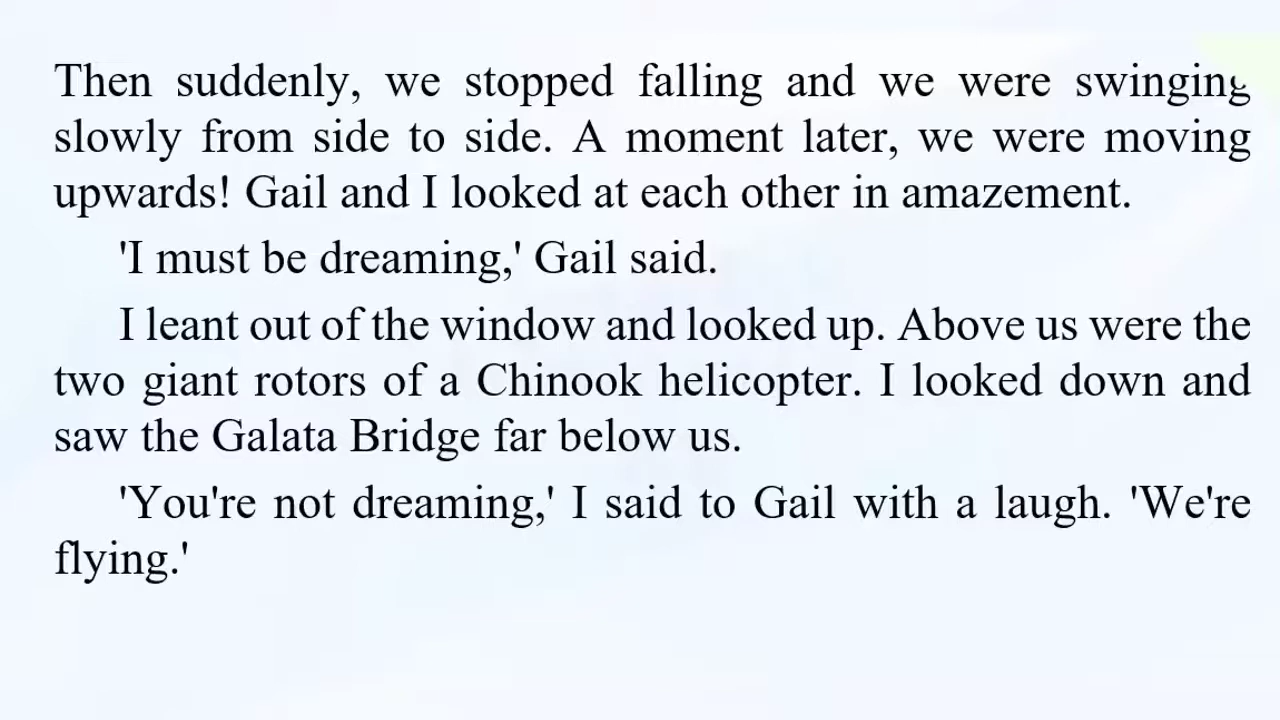 Then suddenly, we stopped falling and we were swinging
slowly from side to side. A moment later, we were moving
upwards! Gail and I looked at each other in amazement.
'I must be dreaming,' Gail said.
I leant out of the window and looked up. Above us were the
two giant rotors of a Chinook helicopter. I looked down and
saw the Galata Bridge far below us.
'You're not dreaming,' I said to Gail with a laugh. 'We're
flying.'